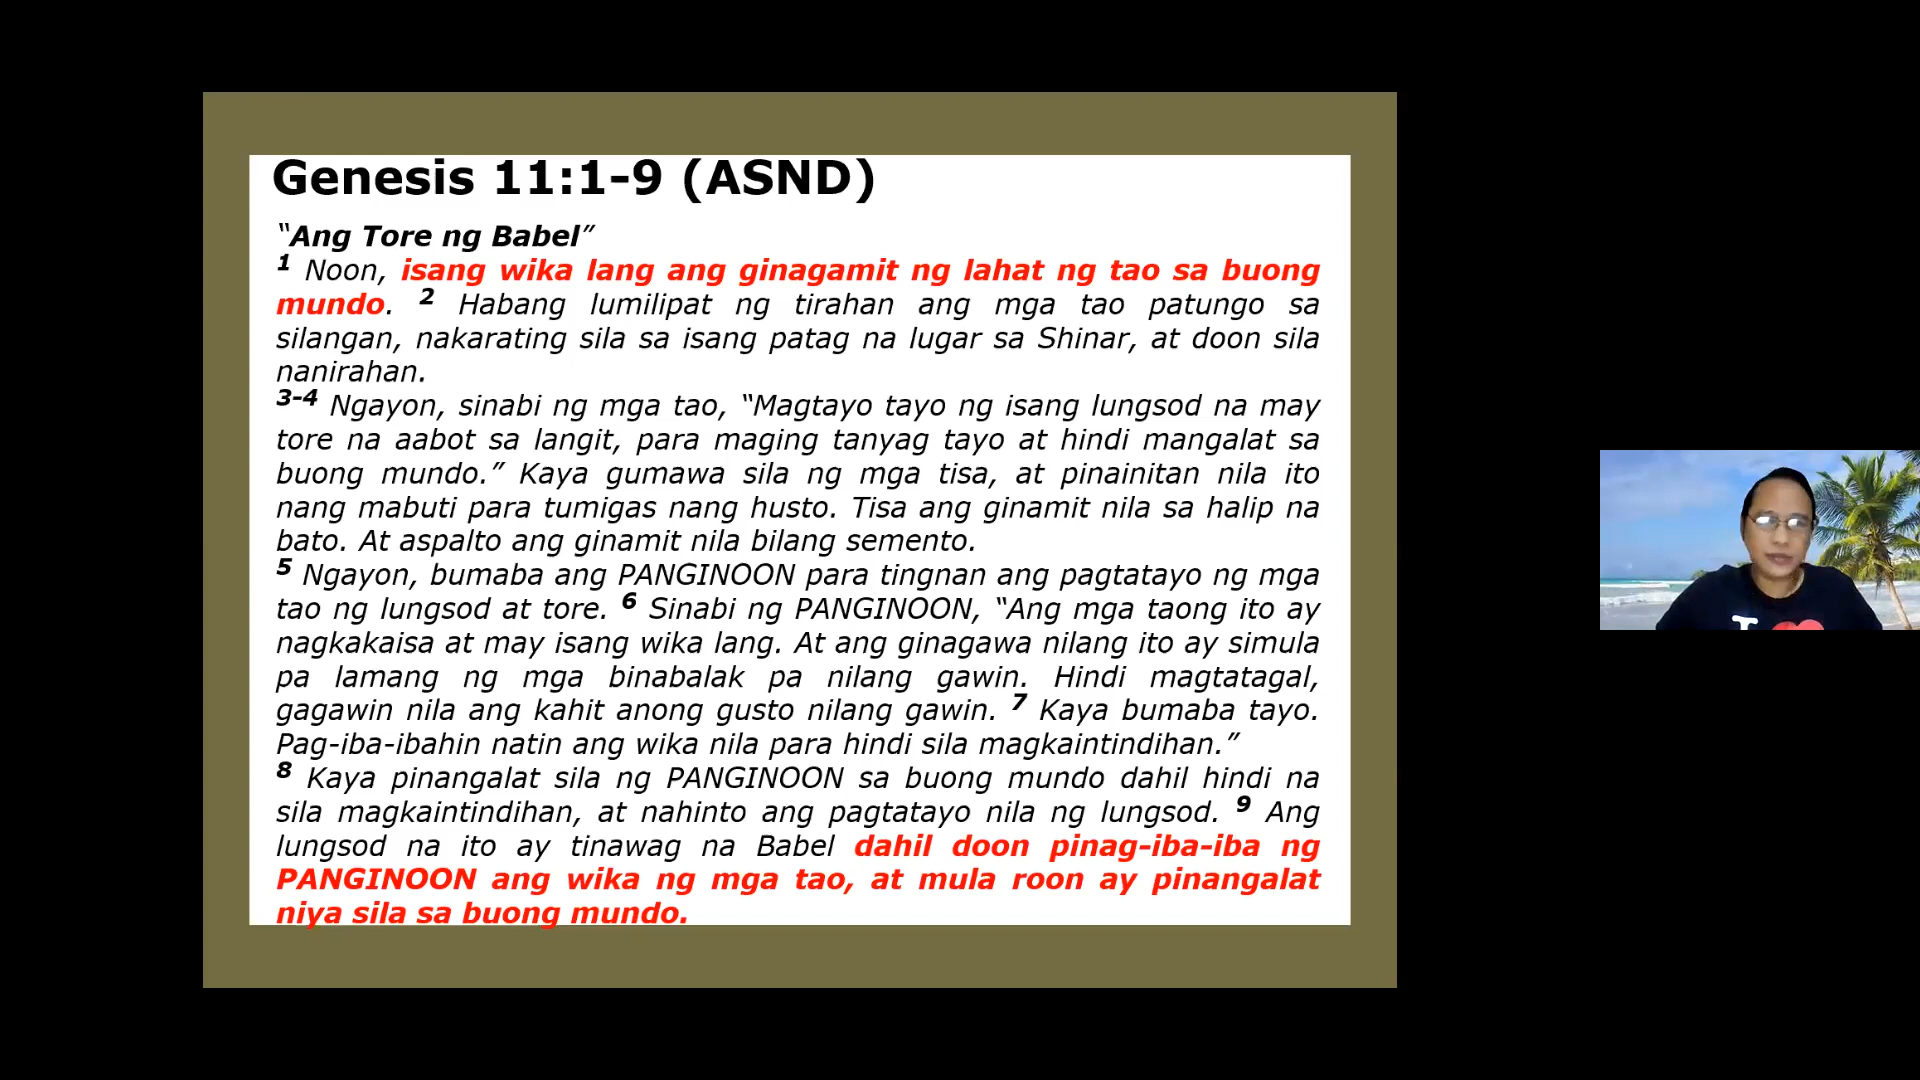 Genesis 11:1-9 (ASND)
“Ang Tore ng Babel”
1 Noon, isang wika lang ang ginagamit ng lahat ng tao sa buong
mundo. 2 Habang lumilipat ng tirahan ang mga tao patungo sa
silangan, nakarating sila sa isang patag na lugar sa Shinar, at doon sila
nanirahan.
3-4 Ngayon, sinabi ng mga tao, “Magtayo tayo ng isang lungsod na may
tore na aabot sa langit, para maging tanyag tayo at hindi mangalat sa
buong mundo.” Kaya gumawa sila ng mga tisa, at pinainitan nila ito
nang mabuti para tumigas nang husto. Tisa ang ginamit nila sa halip na
bato. At aspalto ang ginamit nila bilang semento.
5 Ngayon, bumaba ang PANGINOON para tingnan ang pagtatayo ng mga
tao ng lungsod at tore. 6 Sinabi ng PANGINOON, “Ang mga taong ito ay
nagkakaisa at may isang wika lang. At ang ginagawa nilang ito ay simula
pa lamang ng mga binabalak pa nilang gawin. Hindi magtatagal,
gagawin nila ang kahit anong gusto nilang gawin. 7 Kaya bumaba tayo.
Pag-iba-ibahin natin ang wika nila para hindi sila magkaintindihan.”
8 Kaya pinangalat sila ng PANGINOON sa buong mundo dahil hindi na
sila magkaintindihan, at nahinto ang pagtatayo nila ng lungsod. 9 Ang
lungsod na ito ay tinawag na Babel dahil doon pinag-iba-iba ng
PANGINOON ang wika ng mga tao, at mula roon ay pinangalat
niya sila sa buong mundo.
I